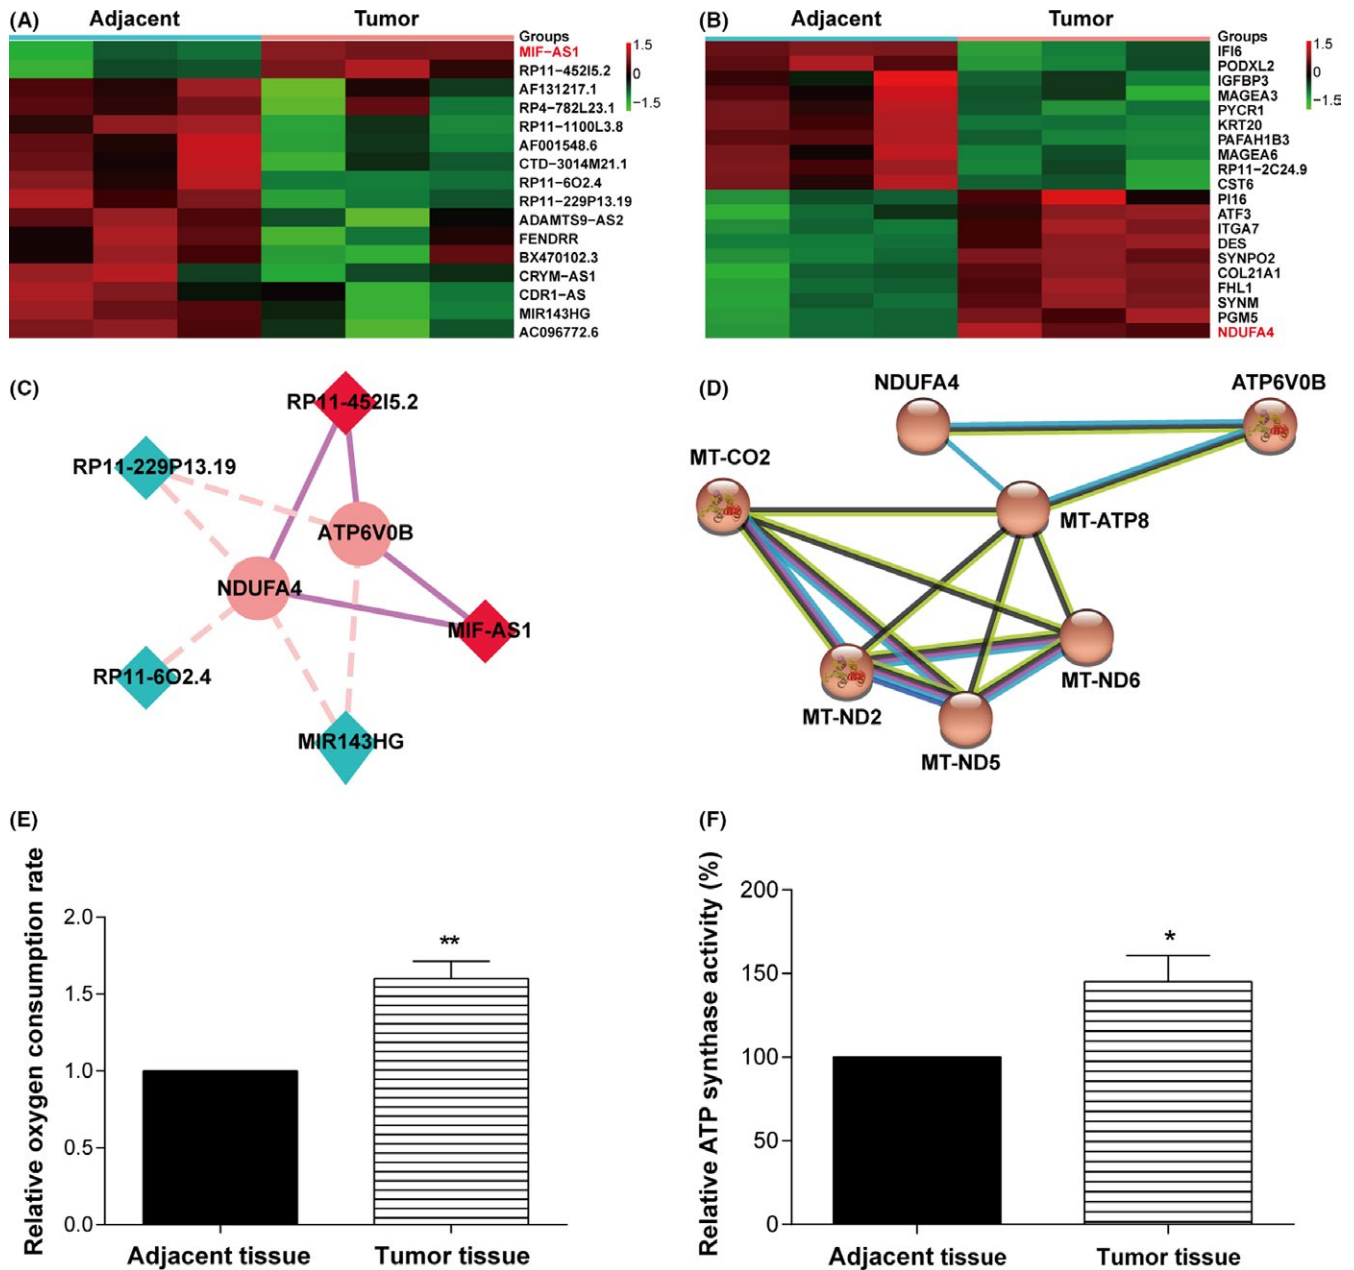 (A)
Adjacent
Tumor
Groups
MIF−AS1
RP11−452I5.2
AF131217.1
RP4−782L23.1
RP11−1100L3.8
AF001548.6
CTD−3014M21.1
RP11−6O2.4
RP11−229P13.19
ADAMTS9−AS2
FENDRR
BX470102.3
CRYM−AS1
CDR1−AS
MIR143HG
AC096772.6
1.5
0
−1.5
(B)
Adjacent
Tumor
Groups
IFI6
PODXL2
IGFBP3
MAGEA3
PYCR1
KRT20
PAFAH1B3
MAGEA6
RP11−2C24.9
CST6
PI16
ATF3
ITGA7
DES
SYNPO2
COL21A1
FHL1
SYNM
PGM5
NDUFA4
1.5
0
−1.5
(C)
RP11-452I5.2
RP11-229P13.19
ATP6V0B
NDUFA4
MIF-AS1
RP11-6O2.4
MIR143HG
(D)
NDUFA4
ATP6V0B
MT-CO2
MT-ATP8
MT-ND6
MT-ND2
MT-ND5
(E)
Relative oxygen consumption rate
2.0
1.5
1.0
0.5
0.0
**
Adjacent tissue
Tumor tissue
(F)
Relative ATP synthase activity (%)
200
150
100
50
0
*
Adjacent tissue
Tumor tissue